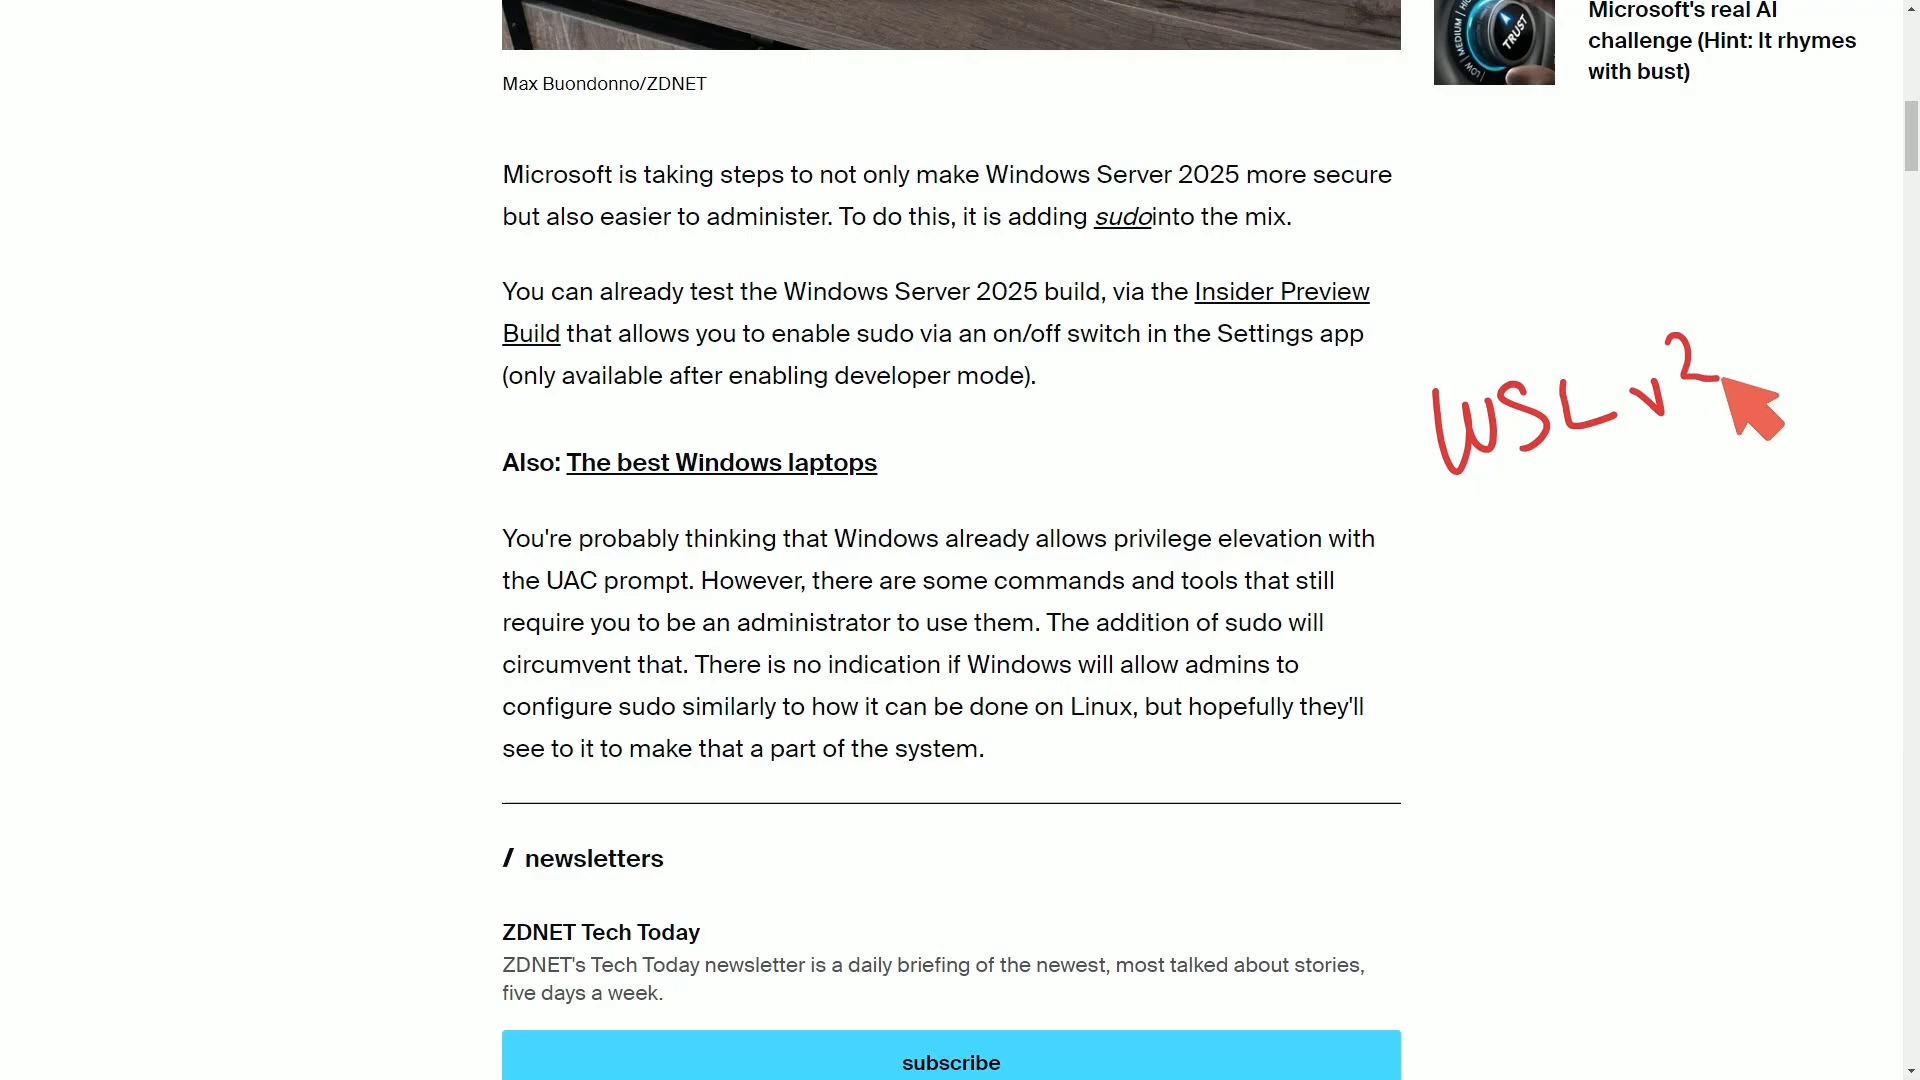 Microsoft's real AI
challenge (Hint: It rhymes
with bust)
LOW | MEDIUM | HIGH
TRUST
Max Buondonno/ZDNET
Microsoft is taking steps to not only make Windows Server 2025 more secure
but also easier to administer. To do this, it is adding sudointo the mix.
You can already test the Windows Server 2025 build, via the Insider Preview
Build that allows you to enable sudo via an on/off switch in the Settings app
(only available after enabling developer mode).
WSL v2
Also: The best Windows laptops
You're probably thinking that Windows already allows privilege elevation with
the UAC prompt. However, there are some commands and tools that still
require you to be an administrator to use them. The addition of sudo will
circumvent that. There is no indication if Windows will allow admins to
configure sudo similarly to how it can be done on Linux, but hopefully they'll
see to it to make that a part of the system.
/ newsletters
ZDNET Tech Today
ZDNET's Tech Today newsletter is a daily briefing of the newest, most talked about stories,
five days a week.
subscribe